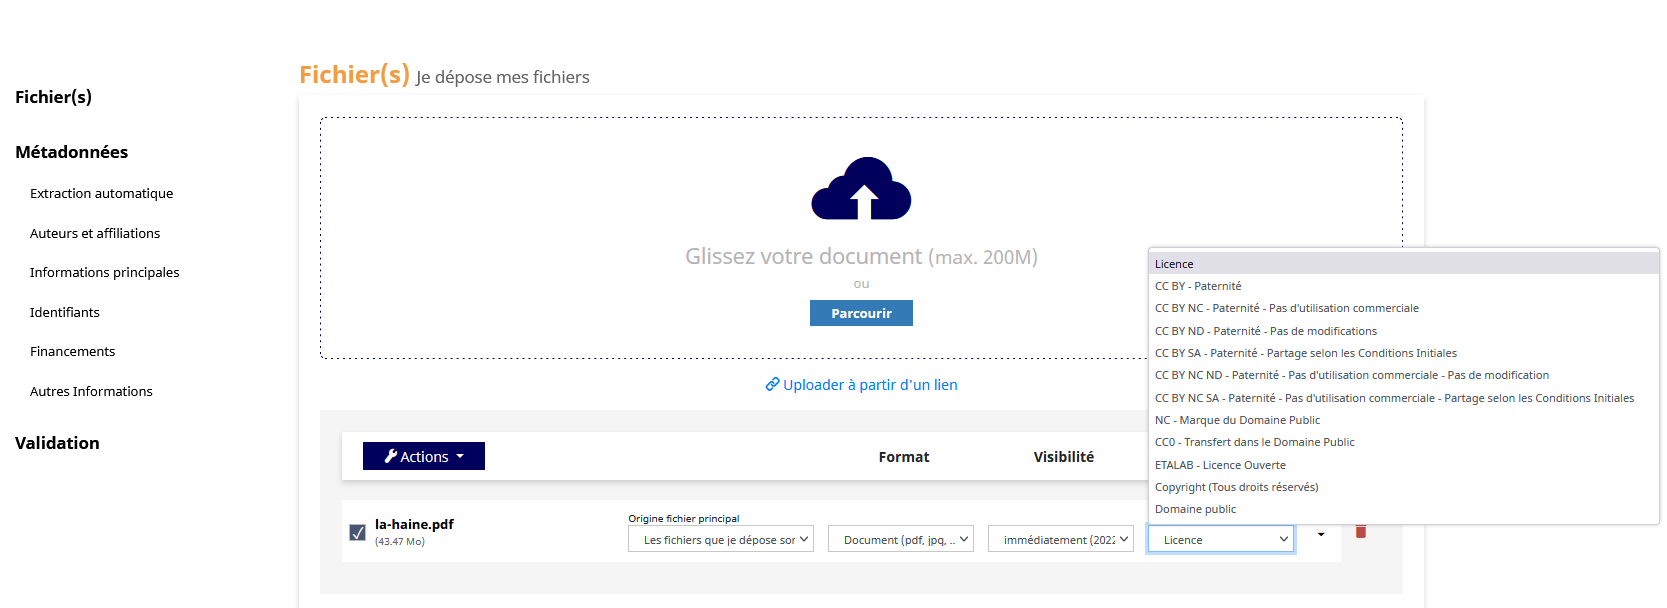 Fichier(s)
Métadonnées
Extraction automatique
Auteurs et affiliations
Informations principales
Identifiants
Financements
Autres Informations
Validation
Fichier(s) Je dépose mes fichiers
Glissez votre document (max. 200M)
ou
Parcourir
Uploader à partir d'un lien
Actions
Format
Visibilité
la-haine.pdf
(43.47 Mo)
Origine fichier principal
Les fichiers que je dépose sor
Document (pdf, jpg, ..
immédiatement (2022
Licence
Licence
CC BY - Paternité
CC BY NC - Paternité - Pas d'utilisation commerciale
CC BY ND - Paternité - Pas de modifications
CC BY SA - Paternité - Partage selon les Conditions Initiales
CC BY NC ND - Paternité - Pas d'utilisation commerciale - Pas de modification
CC BY NC SA - Paternité - Pas d'utilisation commerciale - Partage selon les Conditions Initiales
NC - Marque du Domaine Public
CC0 - Transfert dans le Domaine Public
ETALAB - Licence Ouverte
Copyright (Tous droits réservés)
Domaine public